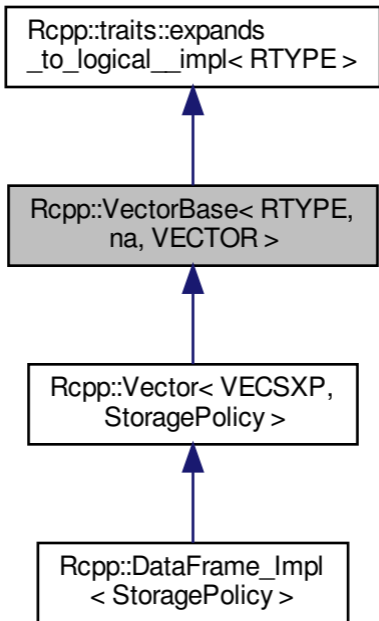 Rcpp::traits::expands
_to_logical__impl< RTYPE >
Rcpp::VectorBase< RTYPE,
na, VECTOR >
Rcpp::Vector< VECSXP,
StoragePolicy >
Rcpp::DataFrame_Impl
< StoragePolicy >